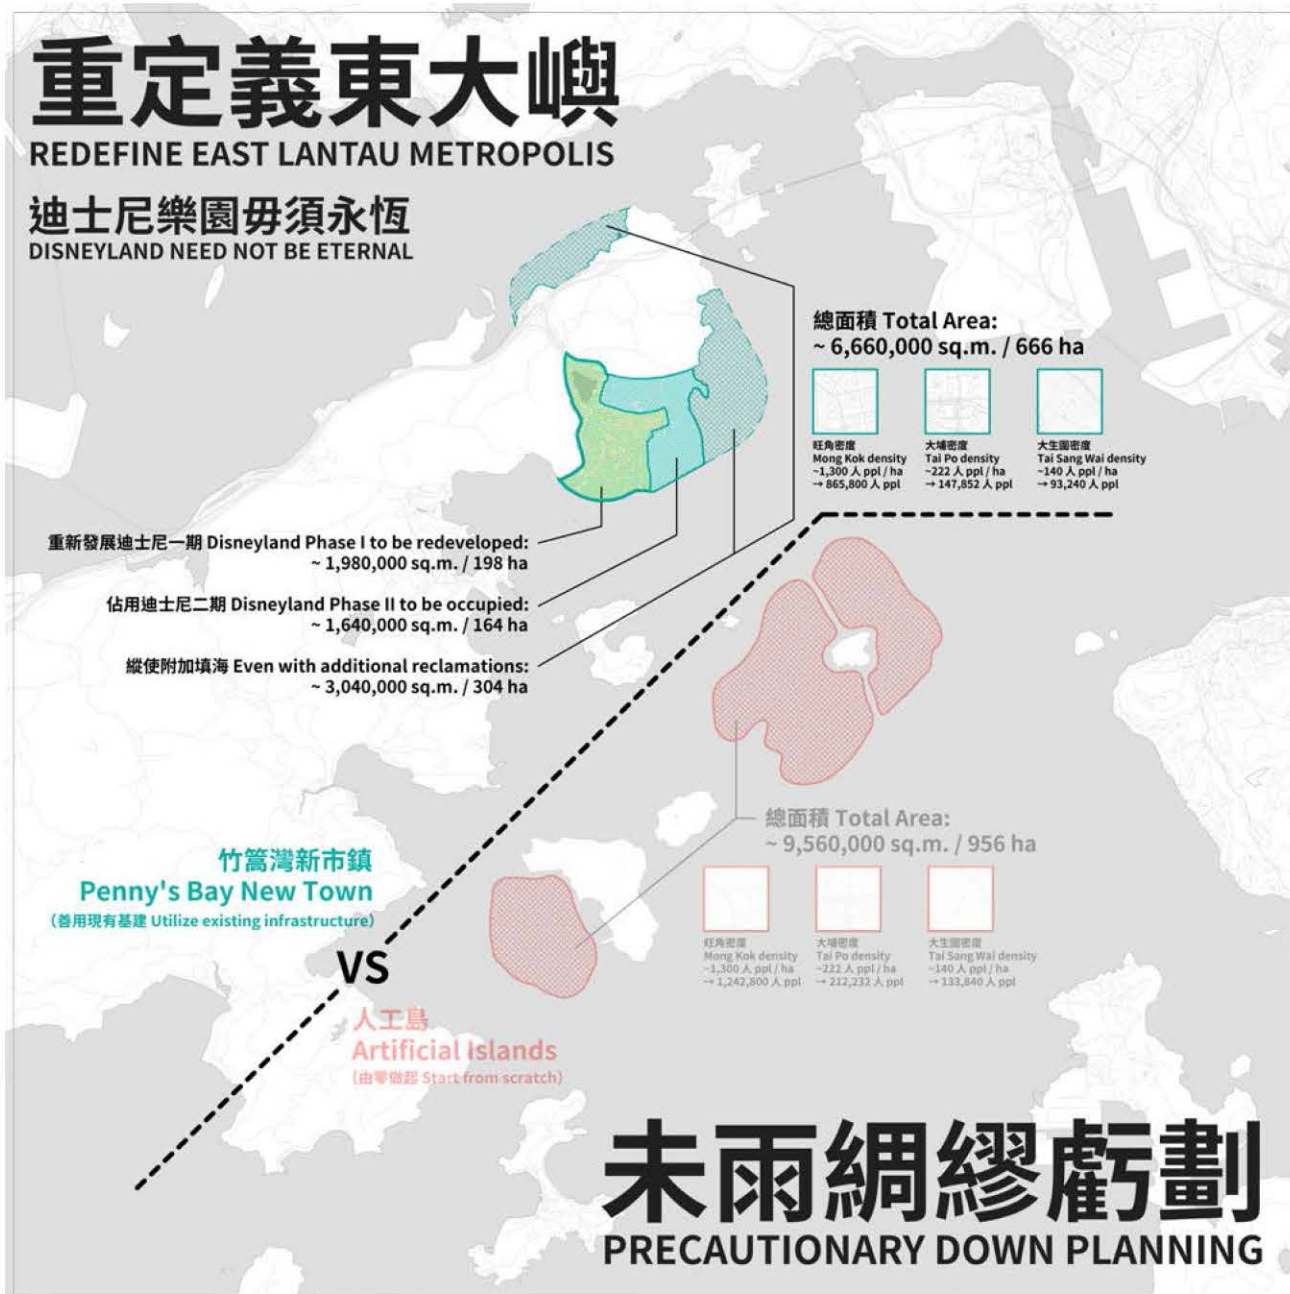 重定義東大嶼
REDEFINE EAST LANTAU METROPOLIS
迪士尼樂園毋須永恆
DISNEYLAND NEED NOT BE ETERNAL
總面積 Total Area:
~ 6,660,000 sq.m. / 666 ha
旺角密度
Mong Kok density
~1,300 人 ppl / ha
→ 865,800 人 ppl
大埔密度
Tai Po density
~222 人 ppl / ha
→ 147,852 人 ppl
大生圍密度
Tai Sang Wai density
~140 人 ppl / ha
→ 93,240 人 ppl
重新發展迪士尼一期 Disneyland Phase I to be redeveloped:
~ 1,980,000 sq.m. / 198 ha
佔用迪士尼二期 Disneyland Phase II to be occupied:
~ 1,640,000 sq.m. / 164 ha
縱使附加填海 Even with additional reclamations:
~ 3,040,000 sq.m. / 304 ha
總面積 Total Area:
~ 9,560,000 sq.m. / 956 ha
旺角密度
Mong Kok density
~1,300 人 ppl / ha
→ 1,242,800 人 ppl
大埔密度
Tai Po density
~222 人 ppl / ha
→ 212,232 人 ppl
大生圍密度
Tai Sang Wai density
~140 人 ppl / ha
→ 133,840 人 ppl
竹篙灣新市鎮
Penny's Bay New Town
(善用現有基建 Utilize existing infrastructure)
VS
人工島
Artificial Islands
(由零做起 Start from scratch)
未雨綢繆虧劃
PRECAUTIONARY DOWN PLANNING